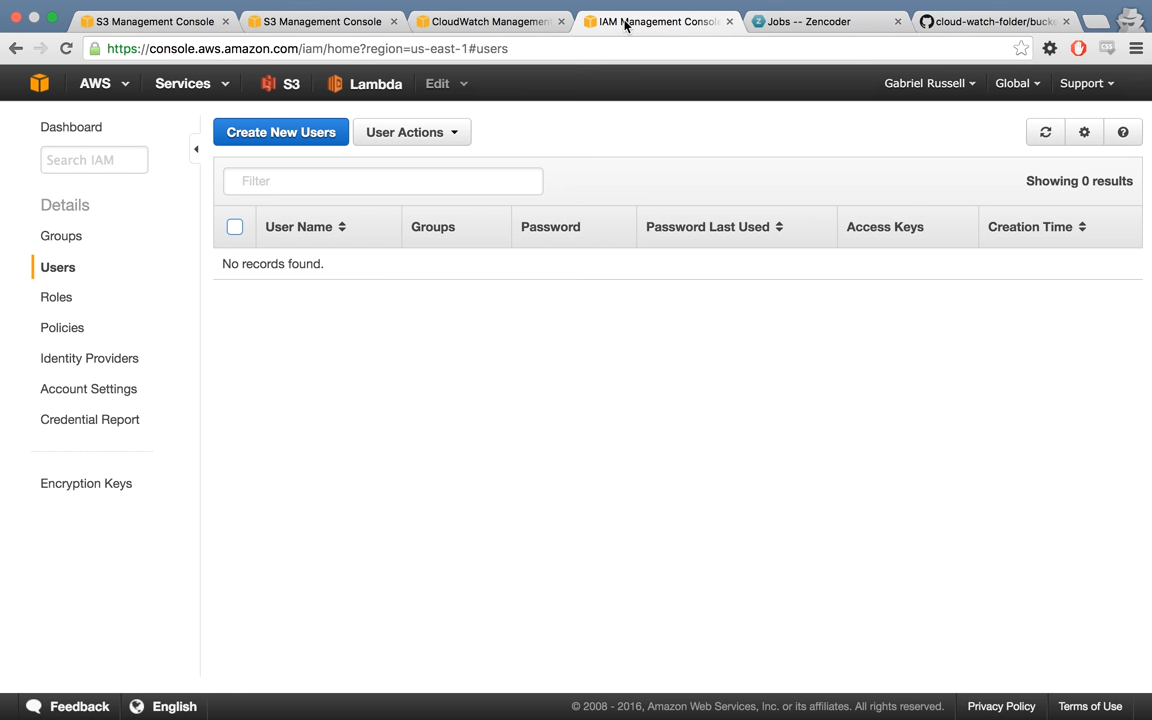 S3 Management Console
S3 Management Console
CloudWatch Management
IAM Management Console
Jobs -- Zencoder
cloud-watch-folder/bucke
https://console.aws.amazon.com/iam/home?region=us-east-1#users
AWS
Services
S3
Lambda
Edit
Gabriel Russell
Global
Support
Dashboard
Search IAM
Details
Groups
Users
Roles
Policies
Identity Providers
Account Settings
Credential Report
Encryption Keys
Create New Users
User Actions
Filter
Showing 0 results
User Name
Groups
Password
Password Last Used
Access Keys
Creation Time
No records found.
Feedback
English
© 2008 - 2016, Amazon Web Services, Inc. or its affiliates. All rights reserved.
Privacy Policy
Terms of Use